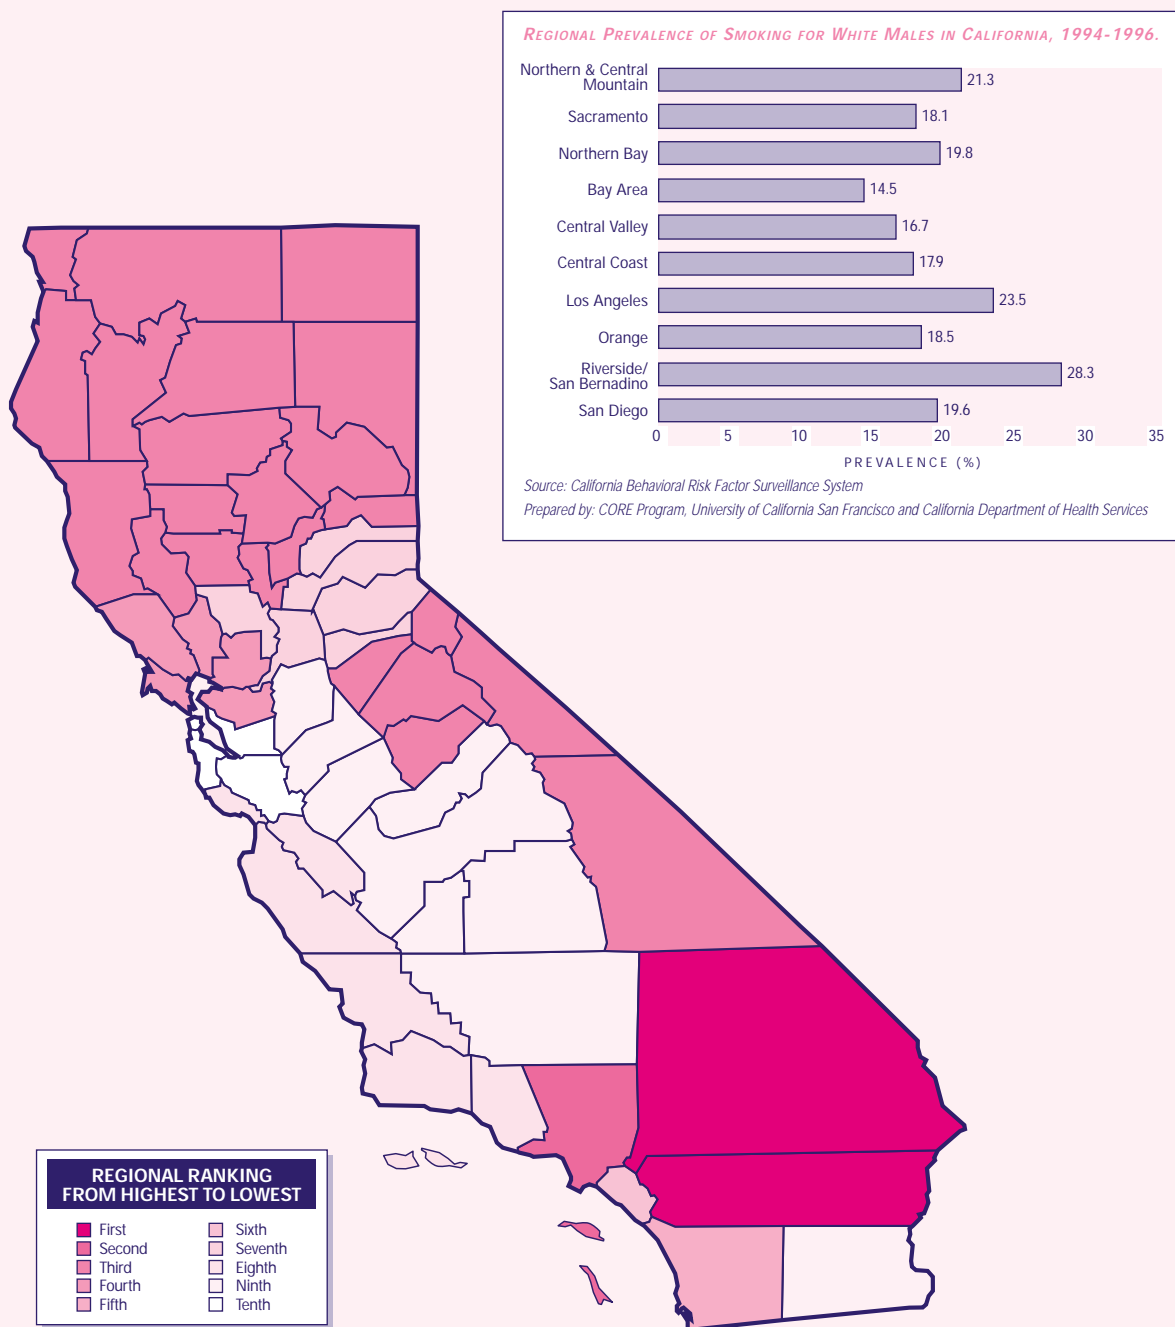 REGIONAL PREVALENCE OF SMOKING FOR WHITE MALES IN CALIFORNIA, 1994-1996.
Northern & Central
Mountain
21.3
Sacramento
18.1
Northern Bay
19.8
Bay Area
14.5
Central Valley
16.7
Central Coast
17.9
Los Angeles
23.5
Orange
18.5
Riverside/
San Bernadino
28.3
San Diego
19.6
0 5 10 15 20 25 30 35
PREVALENCE (%)
Source: California Behavioral Risk Factor Surveillance System
Prepared by: CORE Program, University of California San Francisco and California Department of Health Services
REGIONAL RANKING
FROM HIGHEST TO LOWEST
First
Second
Third
Fourth
Fifth
Sixth
Seventh
Eighth
Ninth
Tenth